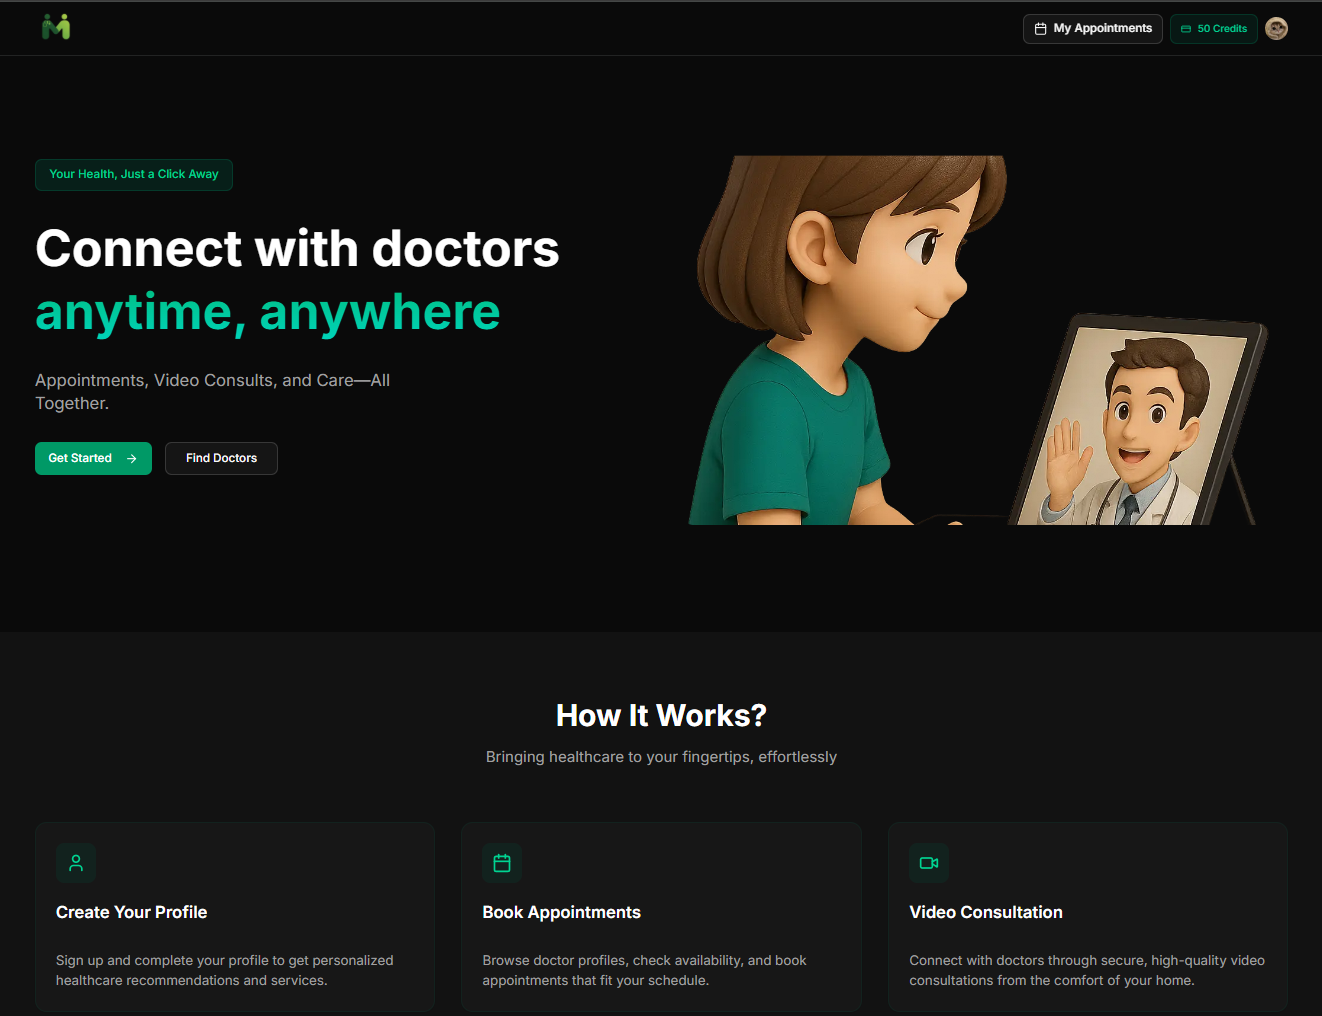 My Appointments
50 Credits
Your Health, Just a Click Away
Connect with doctors
anytime, anywhere
Appointments, Video Consults, and Care—All
Together.
Get Started
Find Doctors
How It Works?
Bringing healthcare to your fingertips, effortlessly
Create Your Profile
Sign up and complete your profile to get personalized
healthcare recommendations and services.
Book Appointments
Browse doctor profiles, check availability, and book
appointments that fit your schedule.
Video Consultation
Connect with doctors through secure, high-quality video
consultations from the comfort of your home.